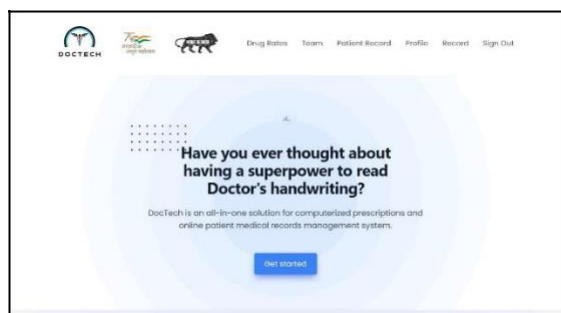 DOCTECH
Drug Rates Team Patient Record Profile Record Sign Out
Have you ever thought about
having a superpower to read
Doctor's handwriting?
DocTech is an all-in-one solution for computerized prescriptions and
online patient medical records management system.
Get started